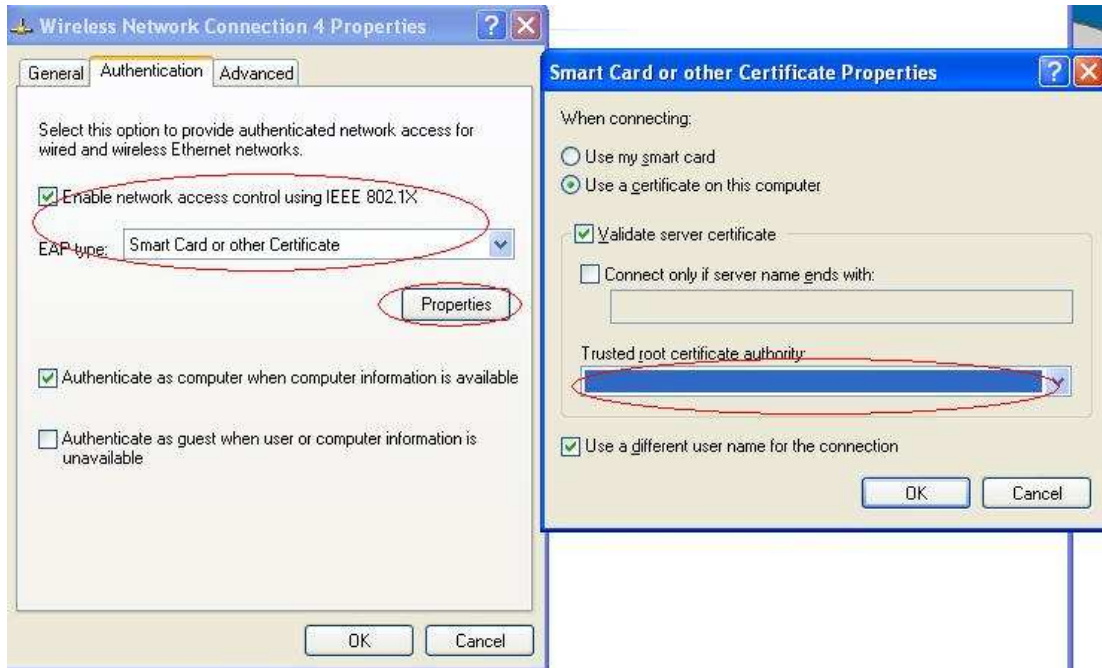 Wireless Network Connection 4 Properties
General Authentication Advanced
Select this option to provide authenticated network access for
wired and wireless Ethernet networks.
Enable network access control using IEEE 802.1X
EAP type: Smart Card or other Certificate
Properties
Authenticate as computer when computer information is available
Authenticate as guest when user or computer information is
unavailable
OK Cancel
Smart Card or other Certificate Properties
When connecting:
Use my smart card
Use a certificate on this computer
Validate server certificate
Connect only if server name ends with:
Trusted root certificate authority:
Use a different user name for the connection
OK Cancel